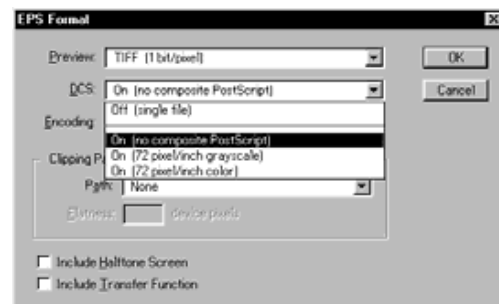 EPS Format
Preview: TIFF (1 bit/pixel)
OK
DCS: On (no composite PostScript)
Cancel
Off (single file)
Encoding:
On (no composite PostScript)
On (72 pixel/inch grayscale)
Clipping P
On (72 pixel/inch color)
Path: None
Flatness: device pixels
Include Halftone Screen
Include Transfer Function